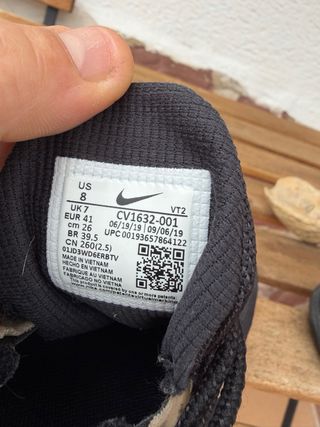 US
8
UK 7
EUR 41
cm 26
BR 39.5
CN 260(2.5)
VT2
CV1632-001
06/19/19 | 09/06/19
UPC 00193657864122
01JD3WD6ERBTV
MADE IN VIETNAM
HECHO EN VIETNAM
FABRIQUÉ AU VIETNAM
FABRICADO NO VIETNAM